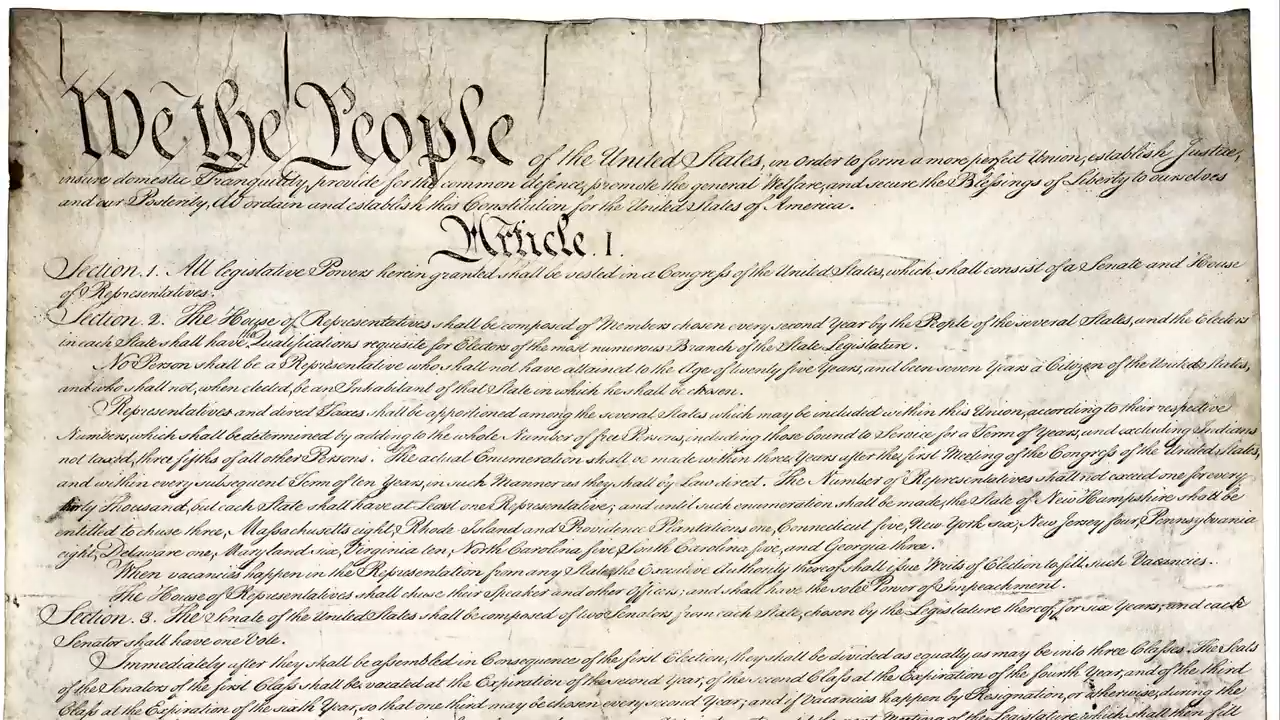 We the People of the United States, in Order to form a more perfect Union, establish Justice,
insure domestic Tranquility, provide for the common defence, promote the general Welfare, and secure the Blessings of Liberty to ourselves
and our Posterity, do ordain and establish this Constitution for the United States of America.
Article. I.
Section. 1. All legislative Powers herein granted shall be vested in a Congress of the United States, which shall consist of a Senate and House
of Representatives.
Section. 2. The House of Representatives shall be composed of Members chosen every second Year by the People of the several States, and the Electors
in each State shall have the Qualifications requisite for Electors of the most numerous Branch of the State Legislature.
No Person shall be a Representative who shall not have attained to the Age of twenty five Years, and been seven Years a Citizen of the United States,
and who shall not, when elected, be an Inhabitant of that State in which he shall be chosen.
Representatives and direct Taxes shall be apportioned among the several States which may be included within this Union, according to their respective
Numbers, which shall be determined by adding to the whole Number of free Persons, including those bound to Service for a Term of Years, and excluding Indians
not taxed, three fifths of all other Persons. The actual Enumeration shall be made within three Years after the first Meeting of the Congress of the United States,
and within every subsequent Term of ten Years, in such Manner as they shall by Law direct. The Number of Representatives shall not exceed one for every
thirty Thousand, but each State shall have at Least one Representative; and until such enumeration shall be made, the State of New Hampshire shall be
entitled to chuse three, Massachusetts eight, Rhode Island and Providence Plantations one, Connecticut five, New York six, New Jersey four, Pennsylvania
eight, Delaware one, Maryland six, Virginia ten, North Carolina five, South Carolina five, and Georgia three.
When vacancies happen in the Representation from any State, the Executive Authority thereof shall issue Writs of Election to fill such Vacancies.
The House of Representatives shall chuse their Speaker and other Officers; and shall have the sole Power of Impeachment.
Section. 3. The Senate of the United States shall be composed of two Senators from each State, chosen by the Legislature thereof, for six Years; and each
Senator shall have one Vote.
Immediately after they shall be assembled in Consequence of the first Election, they shall be divided as equally as may be into three Classes. The Seats
of the Senators of the first Class shall be vacated at the Expiration of the second Year, of the second Class at the Expiration of the fourth Year, and of the third
Class at the Expiration of the sixth Year, so that one third may be chosen every second Year; and if Vacancies happen by Resignation, or otherwise, during the
Meeting of the Legislature, which shall then fill